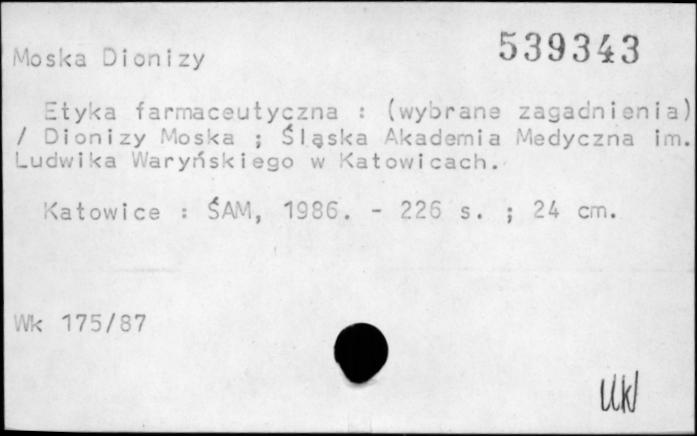 539343
Moska Dionizy
Etyka farmaceutyczna : (wybrane zagadnienia)
/ Dionizy Moska ; Śląska Akademia Medyczna im.
Ludwika Waryńskiego w Katowicach.
Katowice : ŚAM, 1986. - 226 s. ; 24 cm.
Wk 175/87